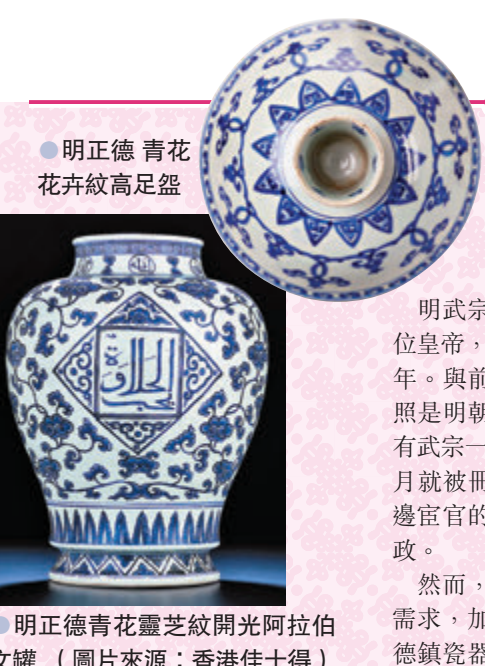 ●明正德 青花
花卉紋高足盌
●明正德青花靈芝紋開光阿拉伯
文罐 （圖片來源：香港佳士得）
明武宗
位皇帝，
年。與前
照是明朝
有武宗一
月就被冊
邊宦官的
政。
然而，
需求，加
德鎮瓷器